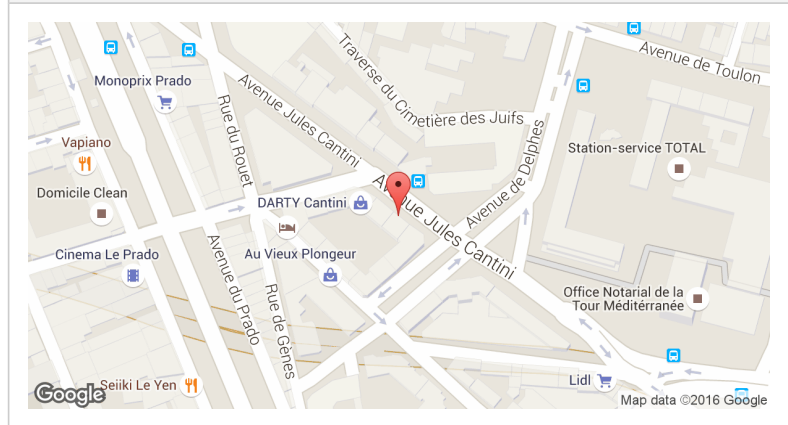 Avenue de Toulon
Monoprix Prado
Avenue Jules Cantini
Traverse du Cimetière des Juifs
Rue du Rouet
Vapiano
Station-service TOTAL
Avenue de Delphes
Domicile Clean
DARTY Cantini
Avenue Jules Cantini
Cinema Le Prado
Au Vieux Plongeur
Avenue du Prado
Rue de Gênes
Office Notarial de la
Tour Méditérranée
Seiiki Le Yen
Lidl
Google
Map data ©2016 Google